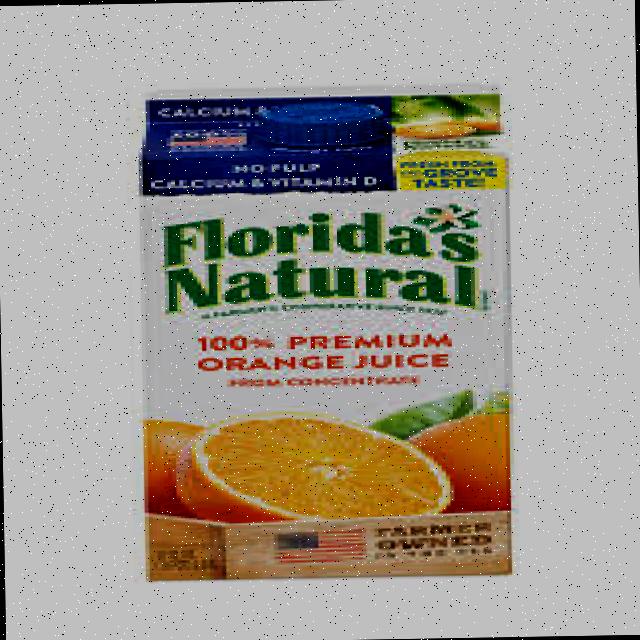 CALCIUM &
NO PULP
CALCIUM & VITAMIN D
FRESH FROM
THE GROVE
TASTE!
Florida's
Natural
100% PREMIUM
ORANGE JUICE
FROM CONCENTRATE
FARMER
OWNED